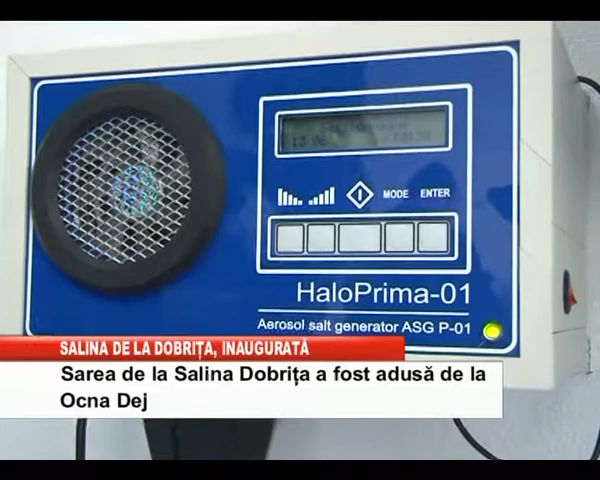 MODE ENTER
HaloPrima-01
Aerosol salt generator ASG P-01
SALINA DE LA DOBRIȚA, INAUGURATĂ
Sarea de la Salina Dobrița a fost adusă de la
Ocna Dej